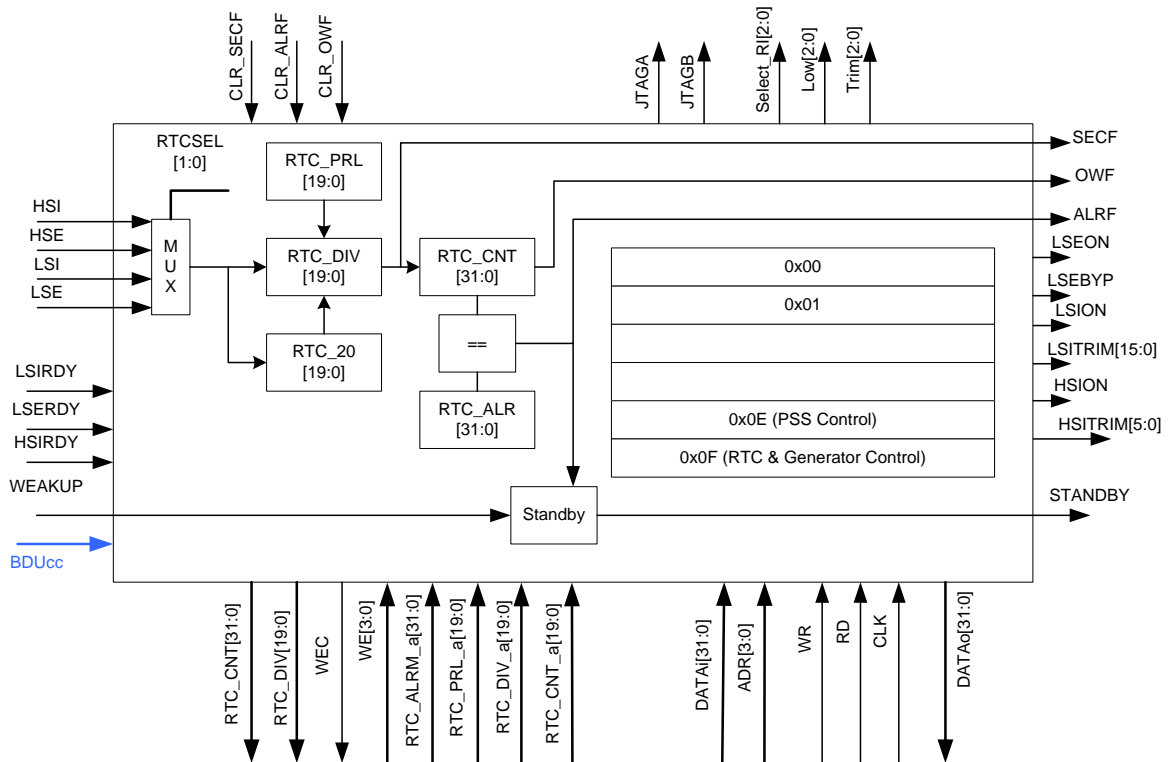 CLR_SECF
CLR_ALRF
CLR_OWF
JTAGA
JTAGB
Select_RI[2:0]
Low[2:0]
Trim[2:0]
RTCSEL
[1:0]
RTC_PRL
[19:0]
SECF
OWF
ALRF
HSI
HSE
LSI
LSE
M
U
X
RTC_DIV
[19:0]
RTC_CNT
[31:0]
RTC_20
[19:0]
==
RTC_ALR
[31:0]
0x00
0x01
0x0E (PSS Control)
0x0F (RTC & Generator Control)
LSEON
LSEBYP
LSION
LSITRIM[15:0]
HSION
HSITRIM[5:0]
LSIRDY
LSERDY
HSIRDY
WEAKUP
Standby
STANDBY
BDUcc
RTC_CNT[31:0]
RTC_DIV[19:0]
WEC
WE[3:0]
RTC_ALRM_a[31:0]
RTC_PRL_a[19:0]
RTC_DIV_a[19:0]
RTC_CNT_a[19:0]
DATAi[31:0]
ADR[3:0]
WR
RD
CLK
DATAo[31:0]